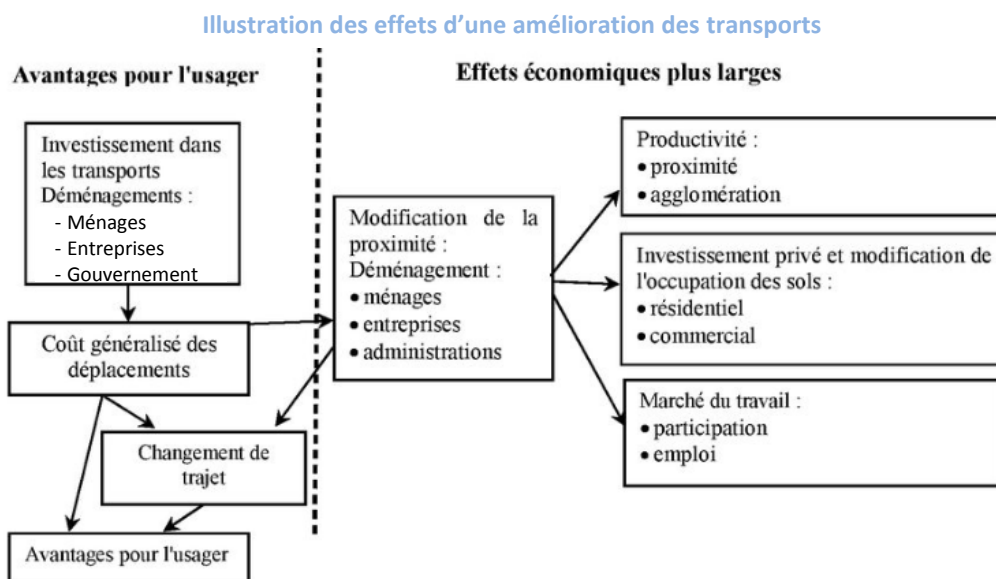 Illustration des effets d’une amélioration des transports
Avantages pour l'usager
Effets économiques plus larges
Investissement dans
les transports
Déménagements :
- Ménages
- Entreprises
- Gouvernement
Coût généralisé des
déplacements
Changement de
trajet
Avantages pour l'usager
Modification de la
proximité :
Déménagement :
• ménages
• entreprises
• administrations
Productivité :
• proximité
• agglomération
Investissement privé et modification de
l'occupation des sols :
• résidentiel
• commercial
Marché du travail :
• participation
• emploi